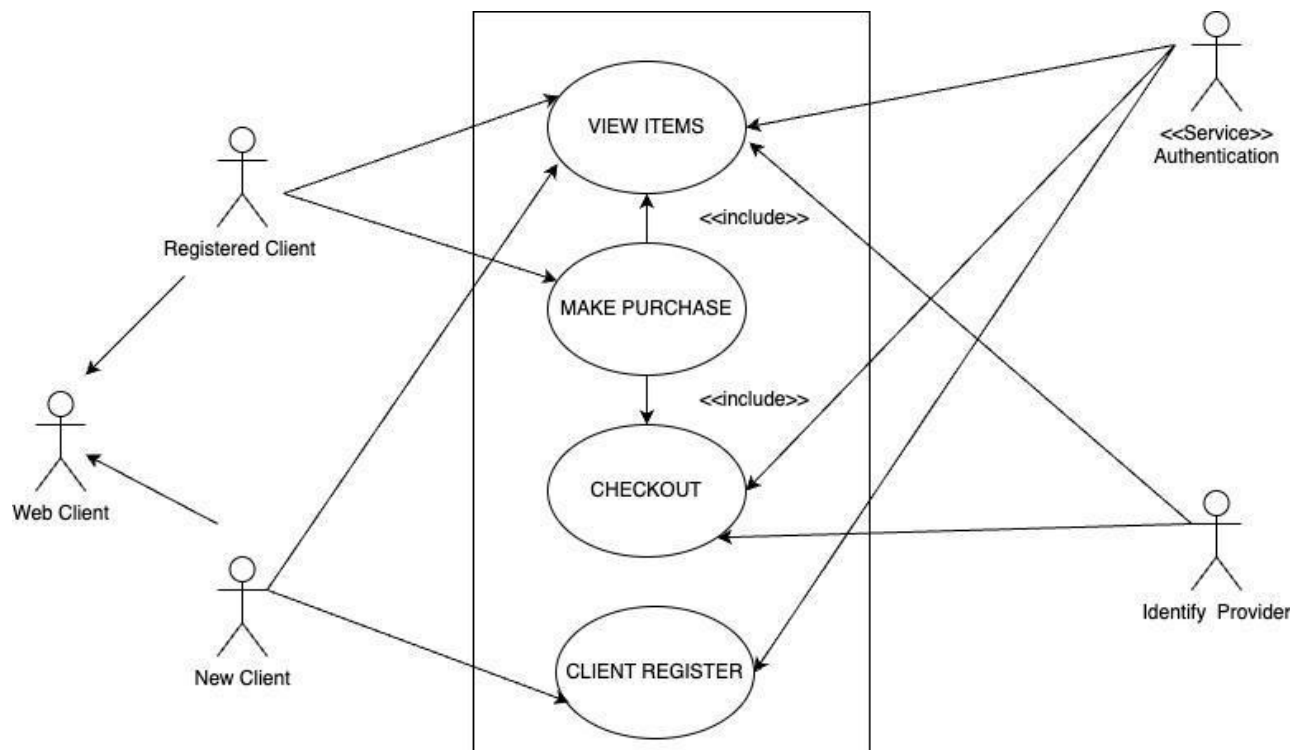 VIEW ITEMS
<<Service>>
Authentication
<<include>>
Registered Client
MAKE PURCHASE
<<include>>
CHECKOUT
Web Client
Identify Provider
CLIENT REGISTER
New Client